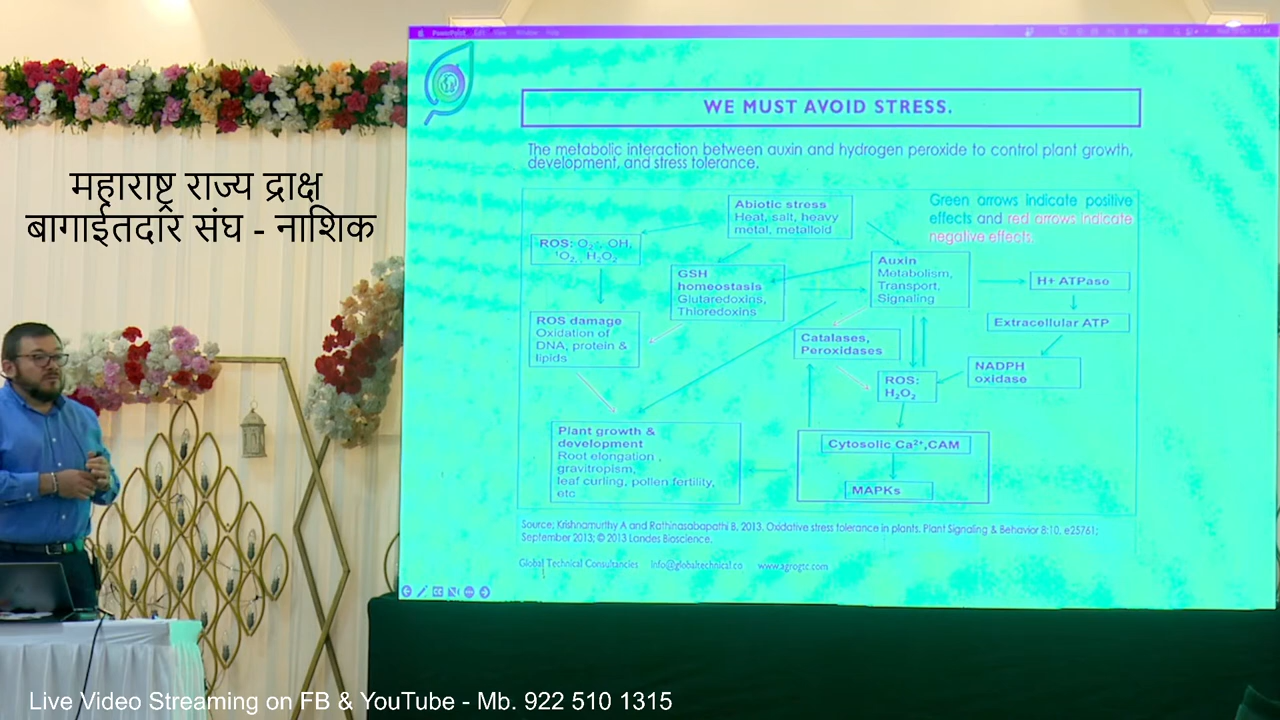 PowerPoint
WE MUST AVOID STRESS.
महाराष्ट्र राज्य द्राक्ष
बागाईतदार संघ - नाशिक
The metabolic interaction between auxin and hydrogen peroxide to control plant growth,
development, and stress tolerance.
Abiotic stress
Heat, salt, heavy
metal, metalloid
Green arrows indicate positive
effects and red arrows indicate
negative effects.
ROS: O₂⁻, OH,
¹O₂, H₂O₂
GSH
homeostasis
Glutaredoxins,
Thioredoxins
Auxin
Metabolism,
Transport,
Signaling
H+ ATPase
ROS damage
Oxidation of
DNA, protein &
lipids
Extracellular ATP
Catalases,
Peroxidases
NADPH
oxidase
ROS:
H₂O₂
Plant growth &
development
Root elongation ,
gravitropism,
leaf curling, pollen fertility,
etc
Cytosolic Ca²⁺,CAM
MAPKs
Source; Krishnamurthy A and Rathinasabapathi B. 2013. Oxidative stress tolerance in plants. Plant Signaling & Behavior 8:10, e25761;
September 2013; © 2013 Landes Bioscience.
Global Technical Consultancies info@globaltechnical.co www.agrogtc.com
Live Video Streaming on FB & YouTube - Mb. 922 510 1315